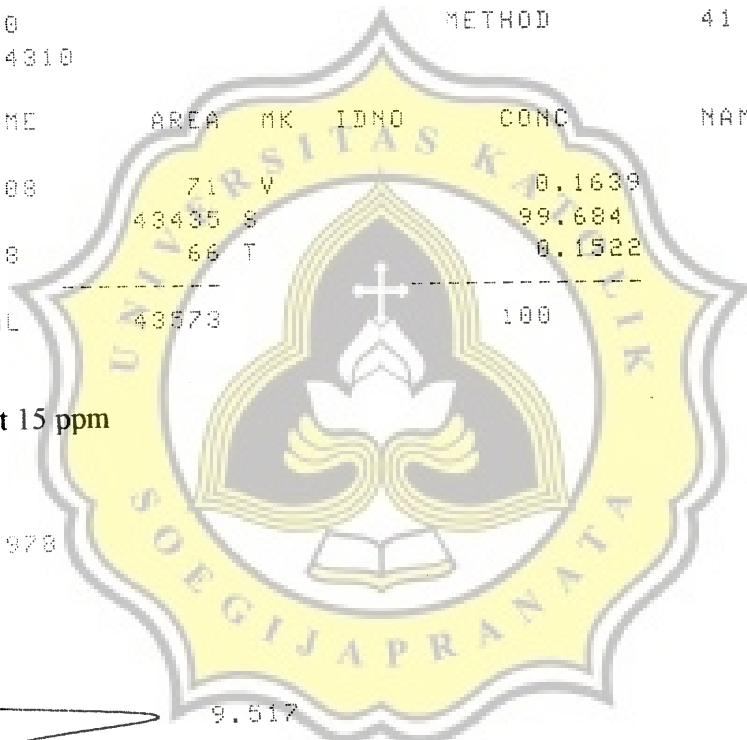 0 METHOD 41
4310
ME AREA MK IDNO CONC NAM
08 71 V 0.1639
43435 S 99.684
8 66 T 0.1522
L 43573 100
t 15 ppm
978
9.517
UNIVERSITAS KATOLIK
SOEGIJAPRANATA